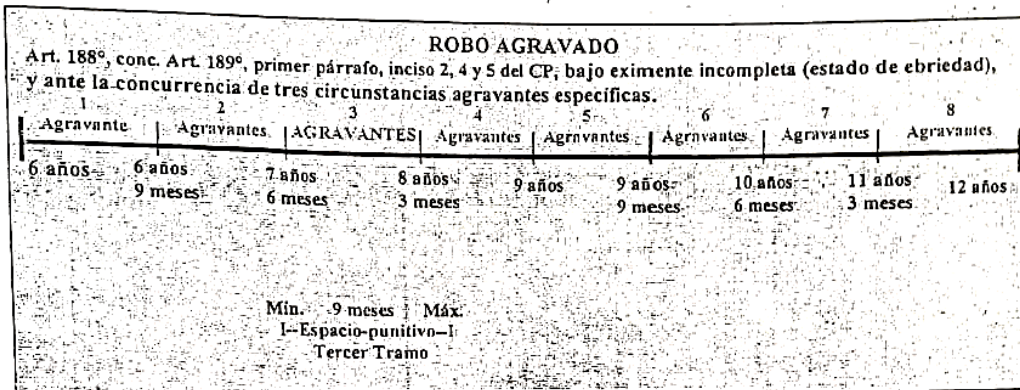 ROBO AGRAVADO
Art. 188°, conc. Art. 189°, primer párrafo, inciso 2, 4 y 5 del CP; bajo eximente incompleta (estado de ebriedad),
y ante la concurrencia de tres circunstancias agravantes específicas.
1 2 3 4 5 6 7 8
Agravante | Agravantes | AGRAVANTES | Agravantes | Agravantes | Agravantes | Agravantes | Agravantes
6 años 6 años 7 años 8 años 9 años 9 años 10 años 11 años 12 años
9 meses 6 meses 3 meses 9 meses 6 meses 3 meses
Mín. 9 meses Máx.
I--Espacio punitivo--I
Tercer Tramo